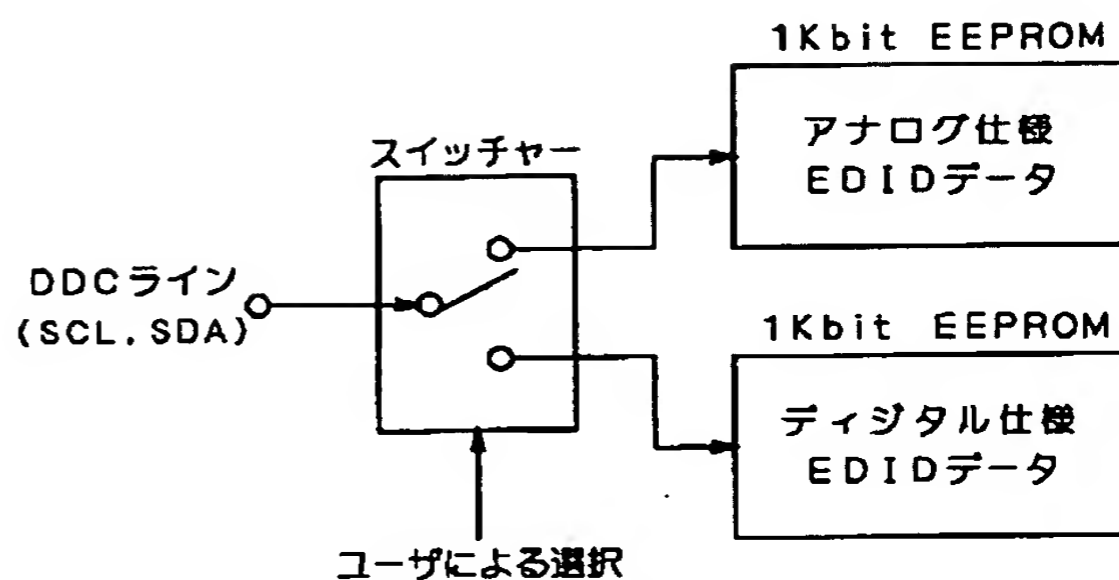 1Kbit EEPROM
アナログ仕様
EDIDデータ
スイッチャー
DDCライン
(SCL.SDA)
1Kbit EEPROM
ディジタル仕様
EDIDデータ
ユーザによる選択